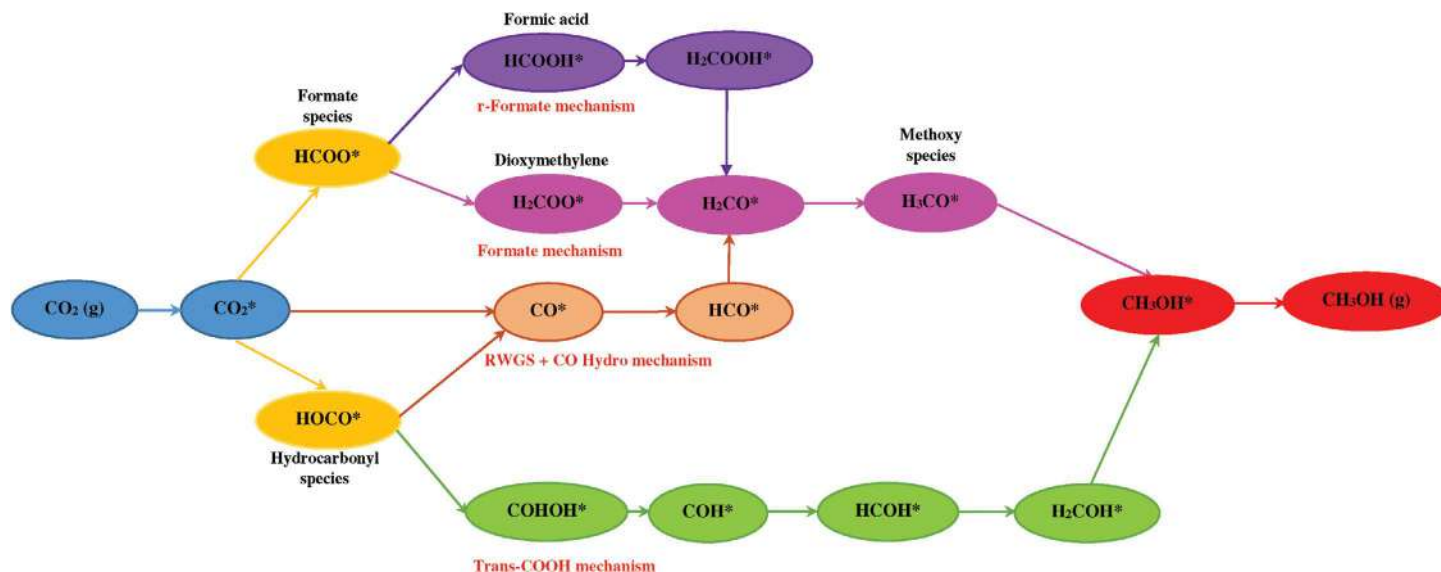 Formic acid
HCOOH*
H₂COOH*
r-Formate mechanism
Formate
species
HCOO*
Dioxymethylene
H₂COO*
H₂CO*
Methoxy
species
H₃CO*
Formate mechanism
CO₂ (g)
CO₂*
CO*
HCO*
CH₃OH*
CH₃OH (g)
RWGS + CO Hydro mechanism
HOCO*
Hydrocarbonyl
species
COHOH*
COH*
HCOH*
H₂COH*
Trans-COOH mechanism